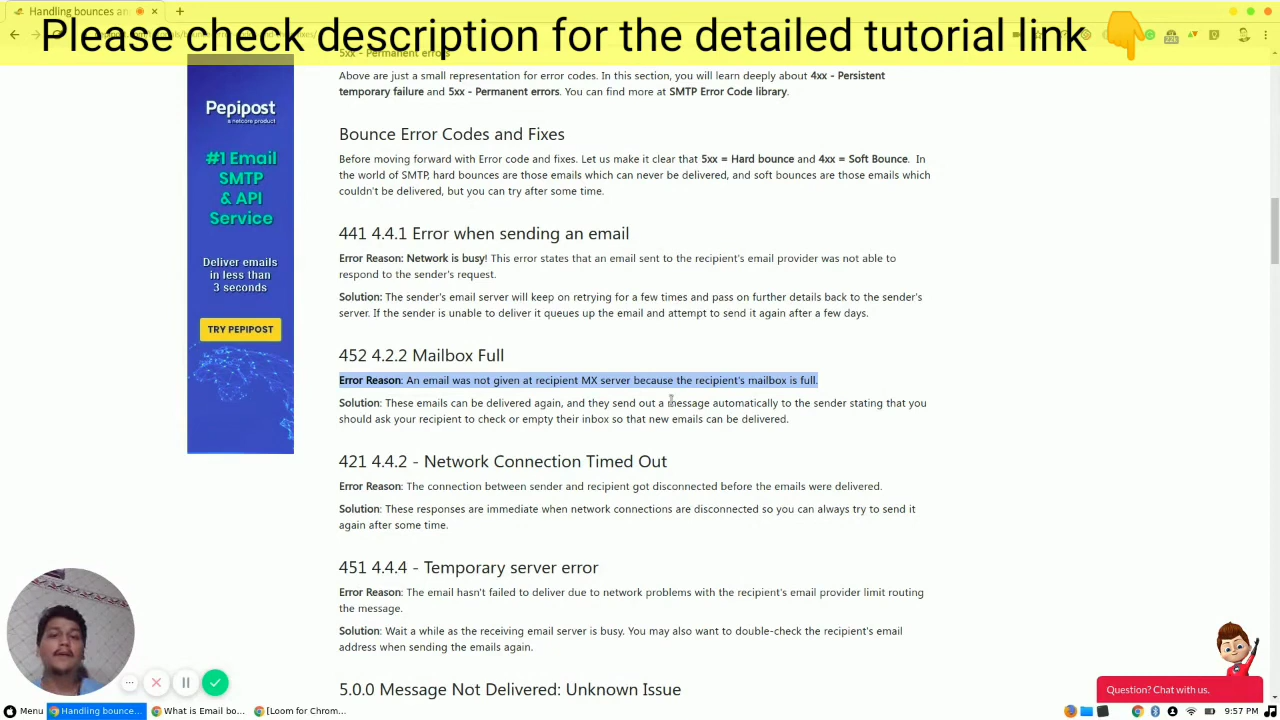 Handling bounces an
Please check description for the detailed tutorial link
5xx - Permanent errors
Above are just a small representation for error codes. In this section, you will learn deeply about 4xx - Persistent
temporary failure and 5xx - Permanent errors. You can find more at SMTP Error Code library.
Pepipost
a netcore product
#1 Email
SMTP
& API
Service
Deliver emails
in less than
3 seconds
TRY PEPIPOST
Bounce Error Codes and Fixes
Before moving forward with Error code and fixes. Let us make it clear that 5xx = Hard bounce and 4xx = Soft Bounce. In
the world of SMTP, hard bounces are those emails which can never be delivered, and soft bounces are those emails which
couldn't be delivered, but you can try after some time.
441 4.4.1 Error when sending an email
Error Reason: Network is busy! This error states that an email sent to the recipient's email provider was not able to
respond to the sender's request.
Solution: The sender's email server will keep on retrying for a few times and pass on further details back to the sender's
server. If the sender is unable to deliver it queues up the email and attempt to send it again after a few days.
452 4.2.2 Mailbox Full
Error Reason: An email was not given at recipient MX server because the recipient's mailbox is full.
Solution: These emails can be delivered again, and they send out a message automatically to the sender stating that you
should ask your recipient to check or empty their inbox so that new emails can be delivered.
421 4.4.2 - Network Connection Timed Out
Error Reason: The connection between sender and recipient got disconnected before the emails were delivered.
Solution: These responses are immediate when network connections are disconnected so you can always try to send it
again after some time.
451 4.4.4 - Temporary server error
Error Reason: The email hasn't failed to deliver due to network problems with the recipient's email provider limit routing
the message.
Solution: Wait a while as the receiving email server is busy. You may also want to double-check the recipient's email
address when sending the emails again.
5.0.0 Message Not Delivered: Unknown Issue
Question? Chat with us.
Menu
Handling bounce...
What is Email bo...
[Loom for Chrom...
9:57 PM